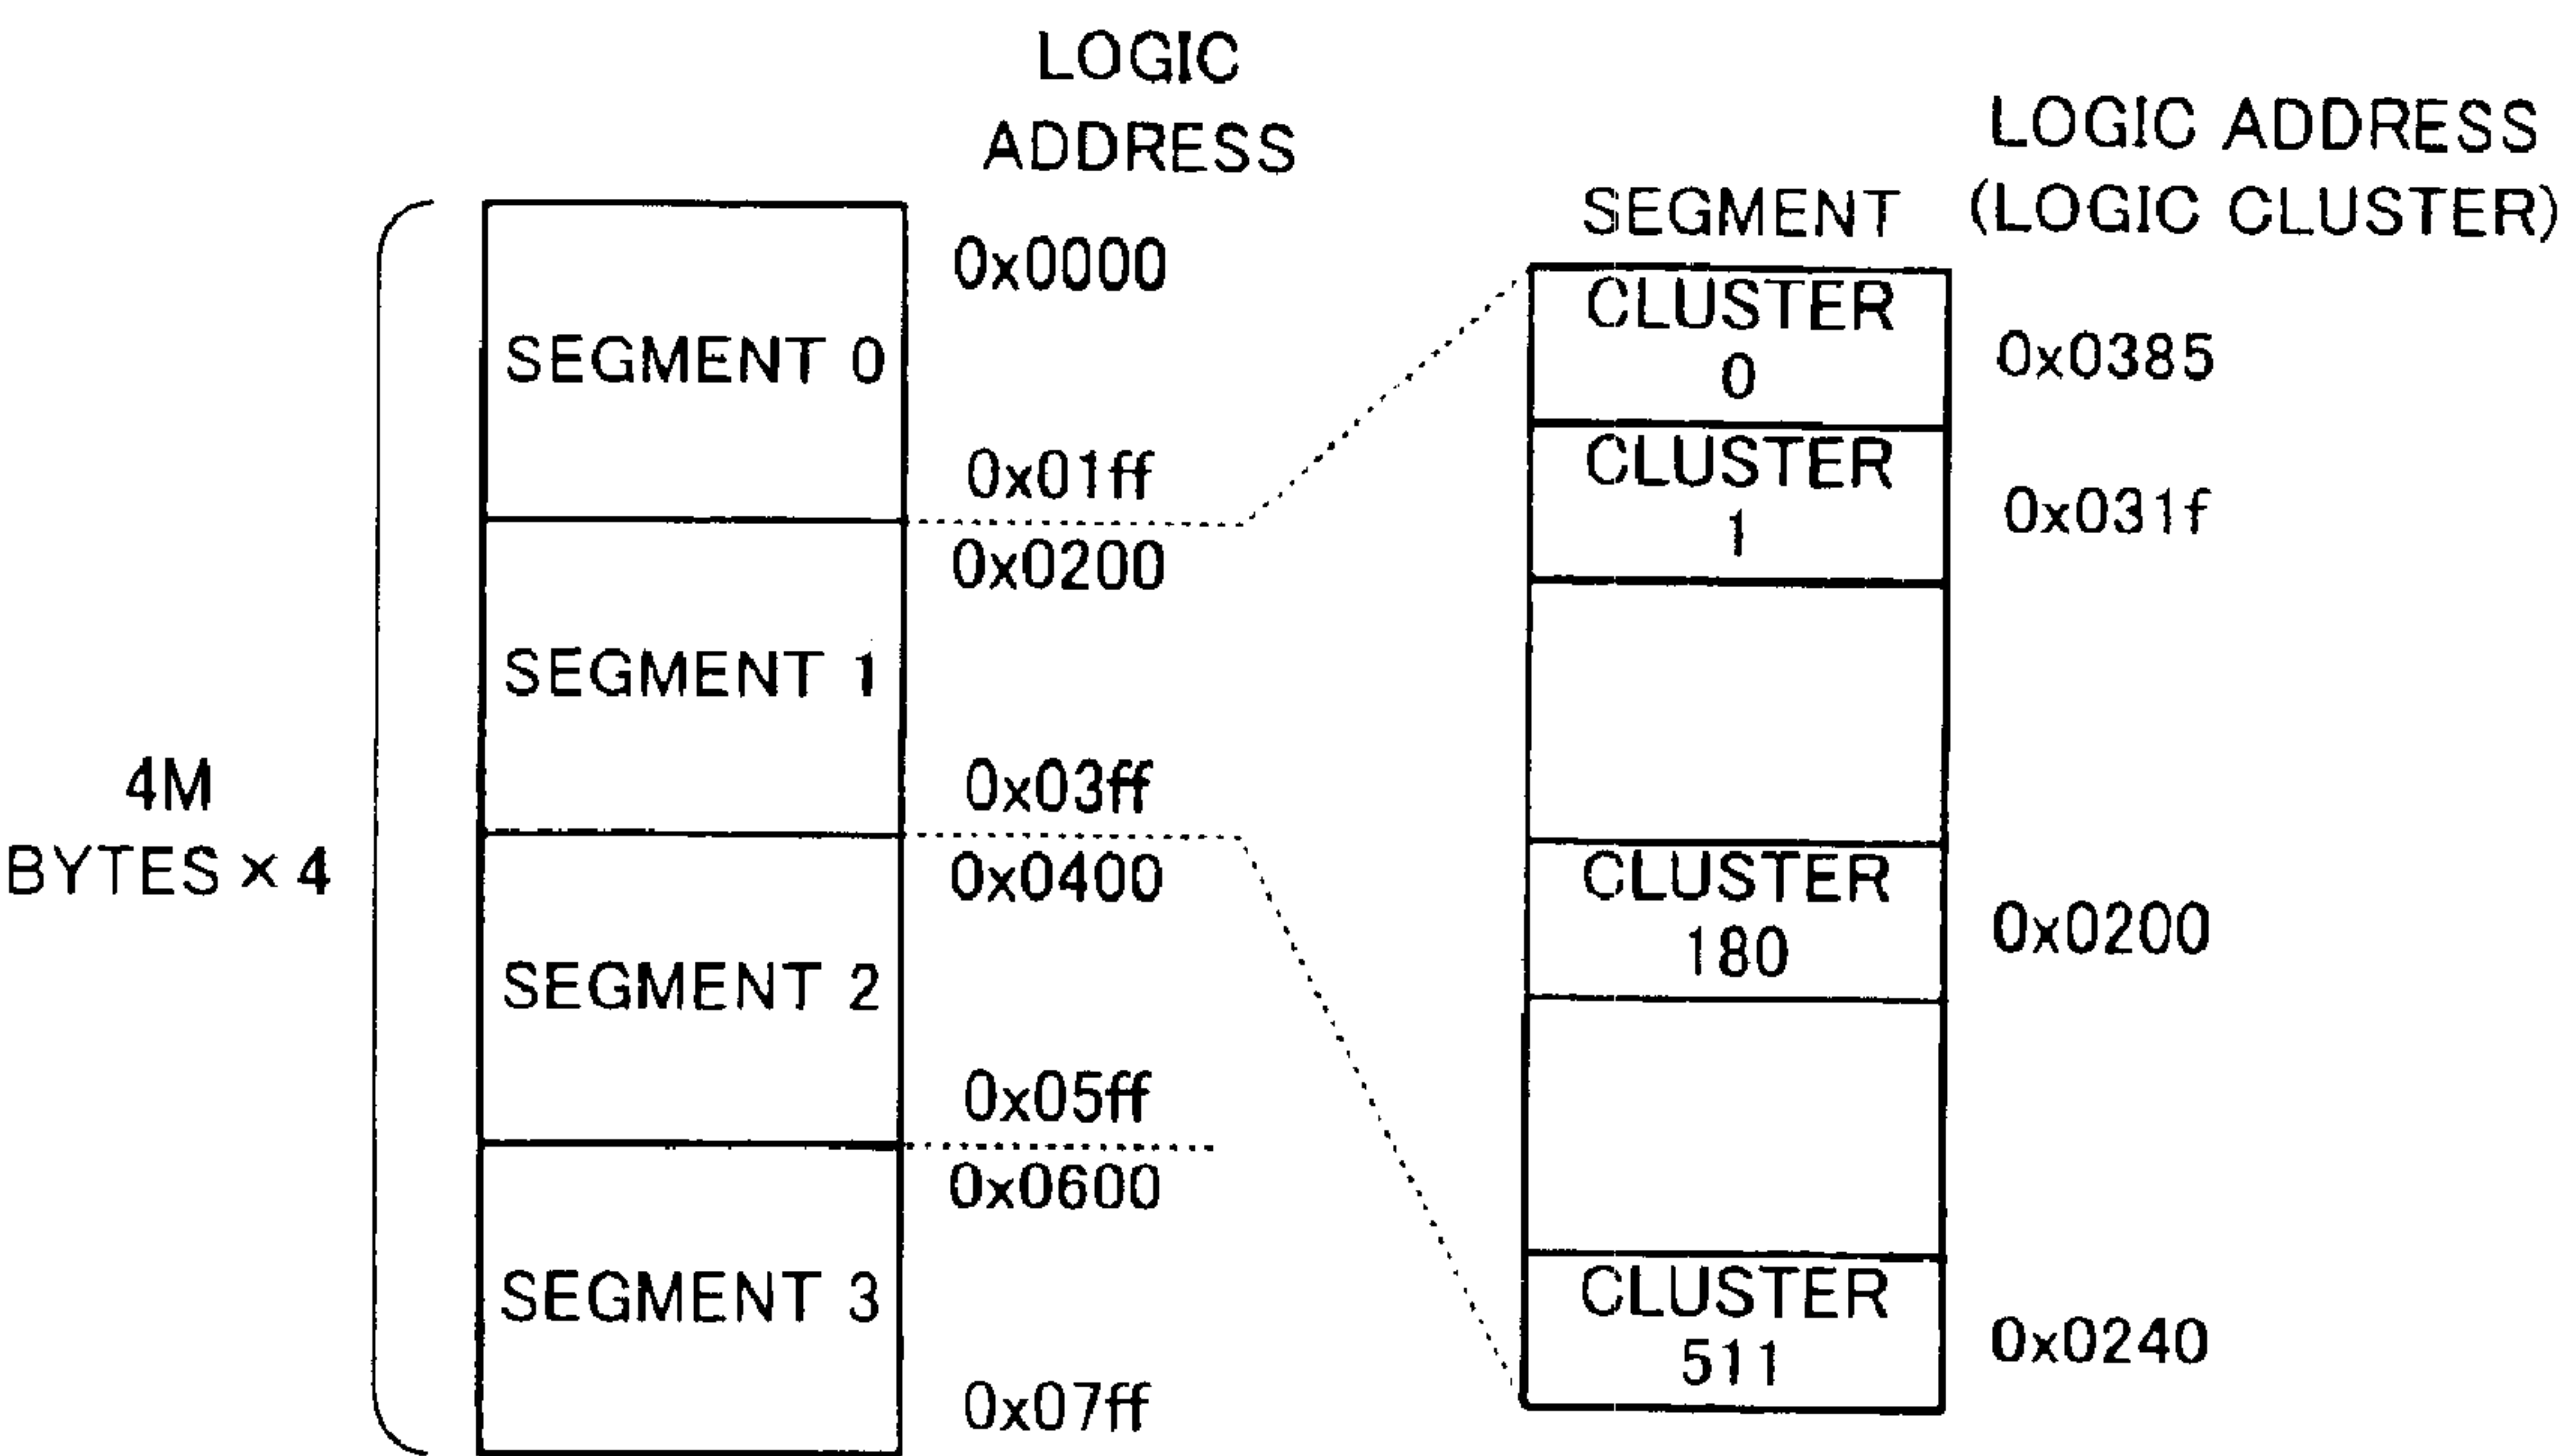 LOGIC
ADDRESS
0x0000
SEGMENT 0
0x01ff
0x0200
SEGMENT 1
0x03ff
0x0400
SEGMENT 2
0x05ff
0x0600
SEGMENT 3
0x07ff
4M
BYTES × 4
SEGMENT
LOGIC ADDRESS
(LOGIC CLUSTER)
CLUSTER
0
0x0385
CLUSTER
1
0x031f
CLUSTER
180
0x0200
CLUSTER
511
0x0240